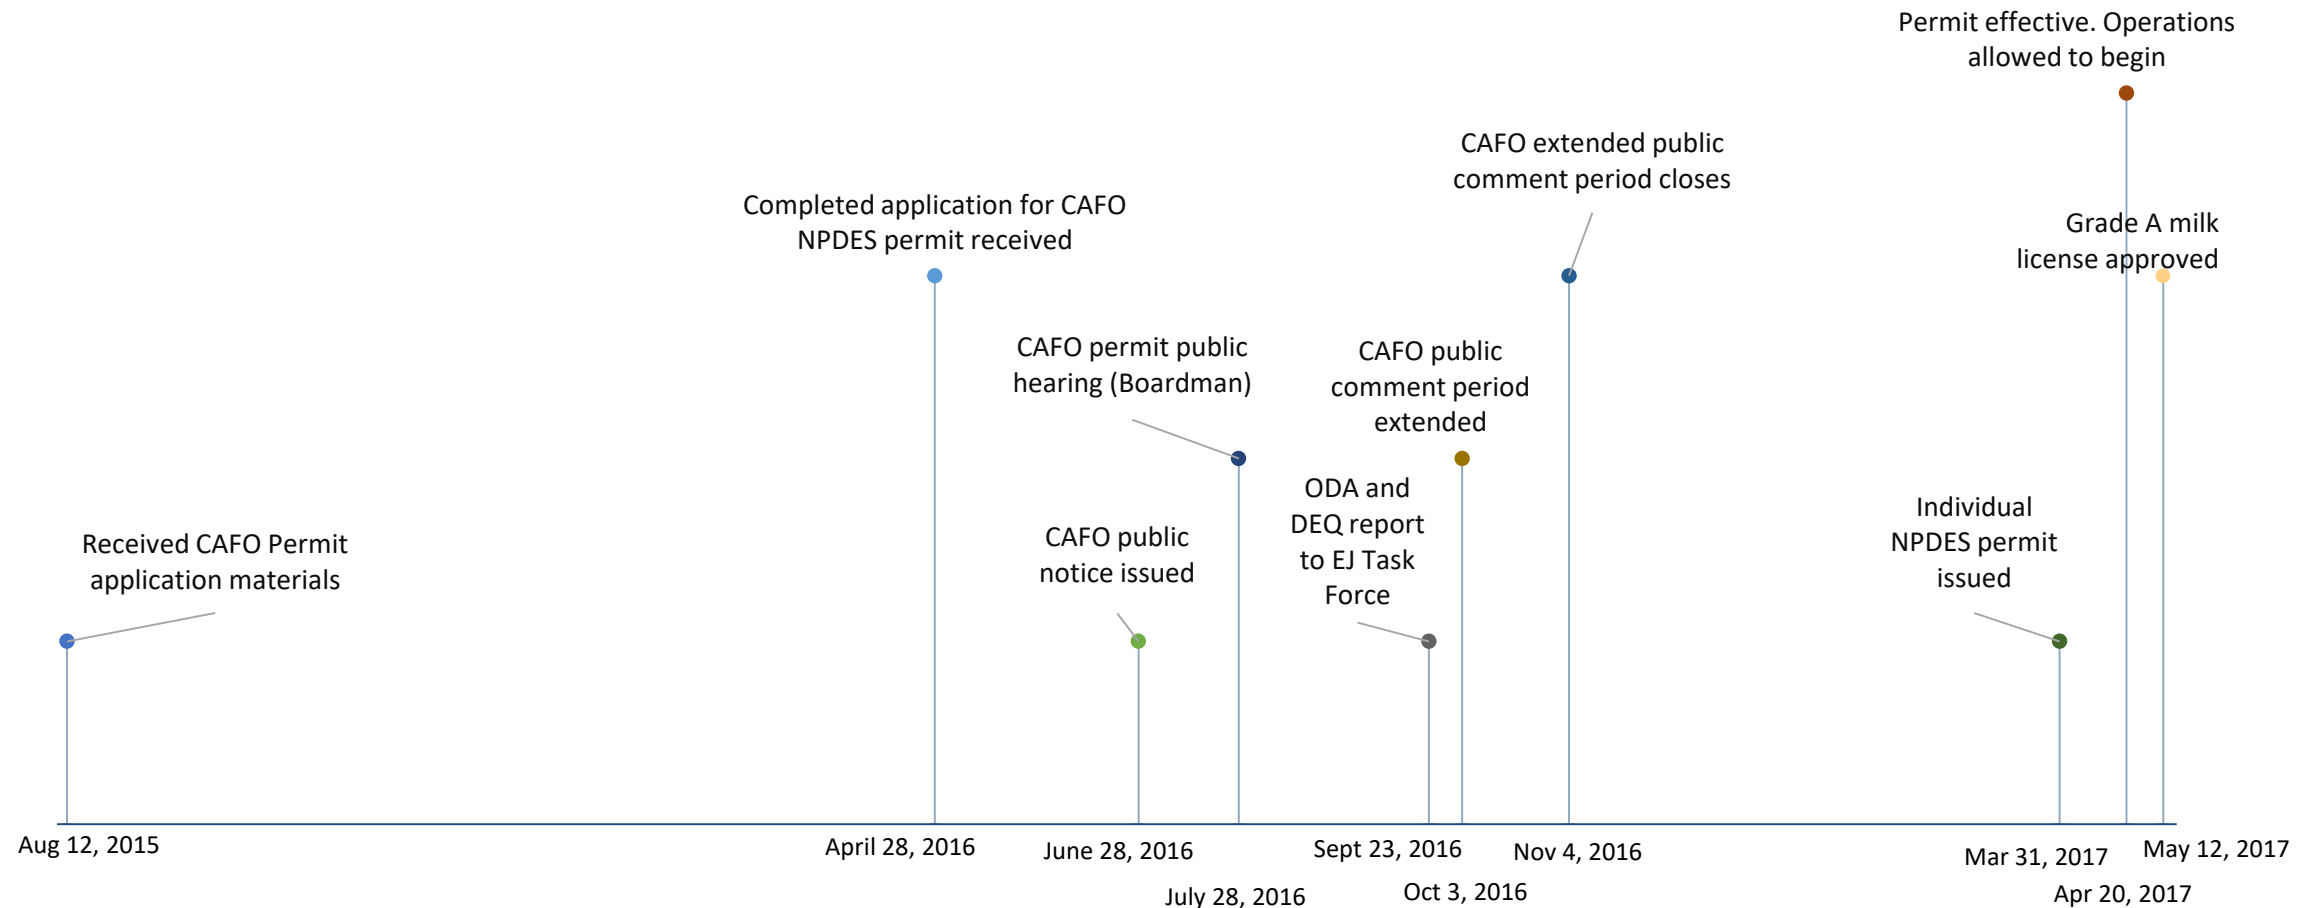 Permit effective. Operations
allowed to begin
CAFO extended public
comment period closes
Completed application for CAFO
NPDES permit received
Grade A milk
license approved
CAFO permit public
hearing (Boardman)
CAFO public
comment period
extended
ODA and
DEQ report
to EJ Task
Force
Individual
NPDES permit
issued
CAFO public
notice issued
Received CAFO Permit
application materials
Aug 12, 2015
April 28, 2016
June 28, 2016
July 28, 2016
Sept 23, 2016
Oct 3, 2016
Nov 4, 2016
Mar 31, 2017
Apr 20, 2017
May 12, 2017